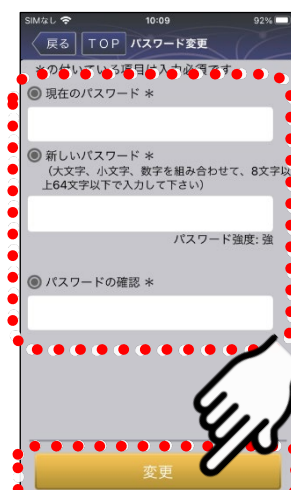 SIMなし 10:09 92%
戻る TOP パスワード変更
＊の付いている項目は入力必須です
現在のパスワード ＊
新しいパスワード ＊
（大文字、小文字、数字を組み合わせて、8文字以
上64文字以下で入力して下さい）
パスワード強度: 強
パスワードの確認 ＊
変更